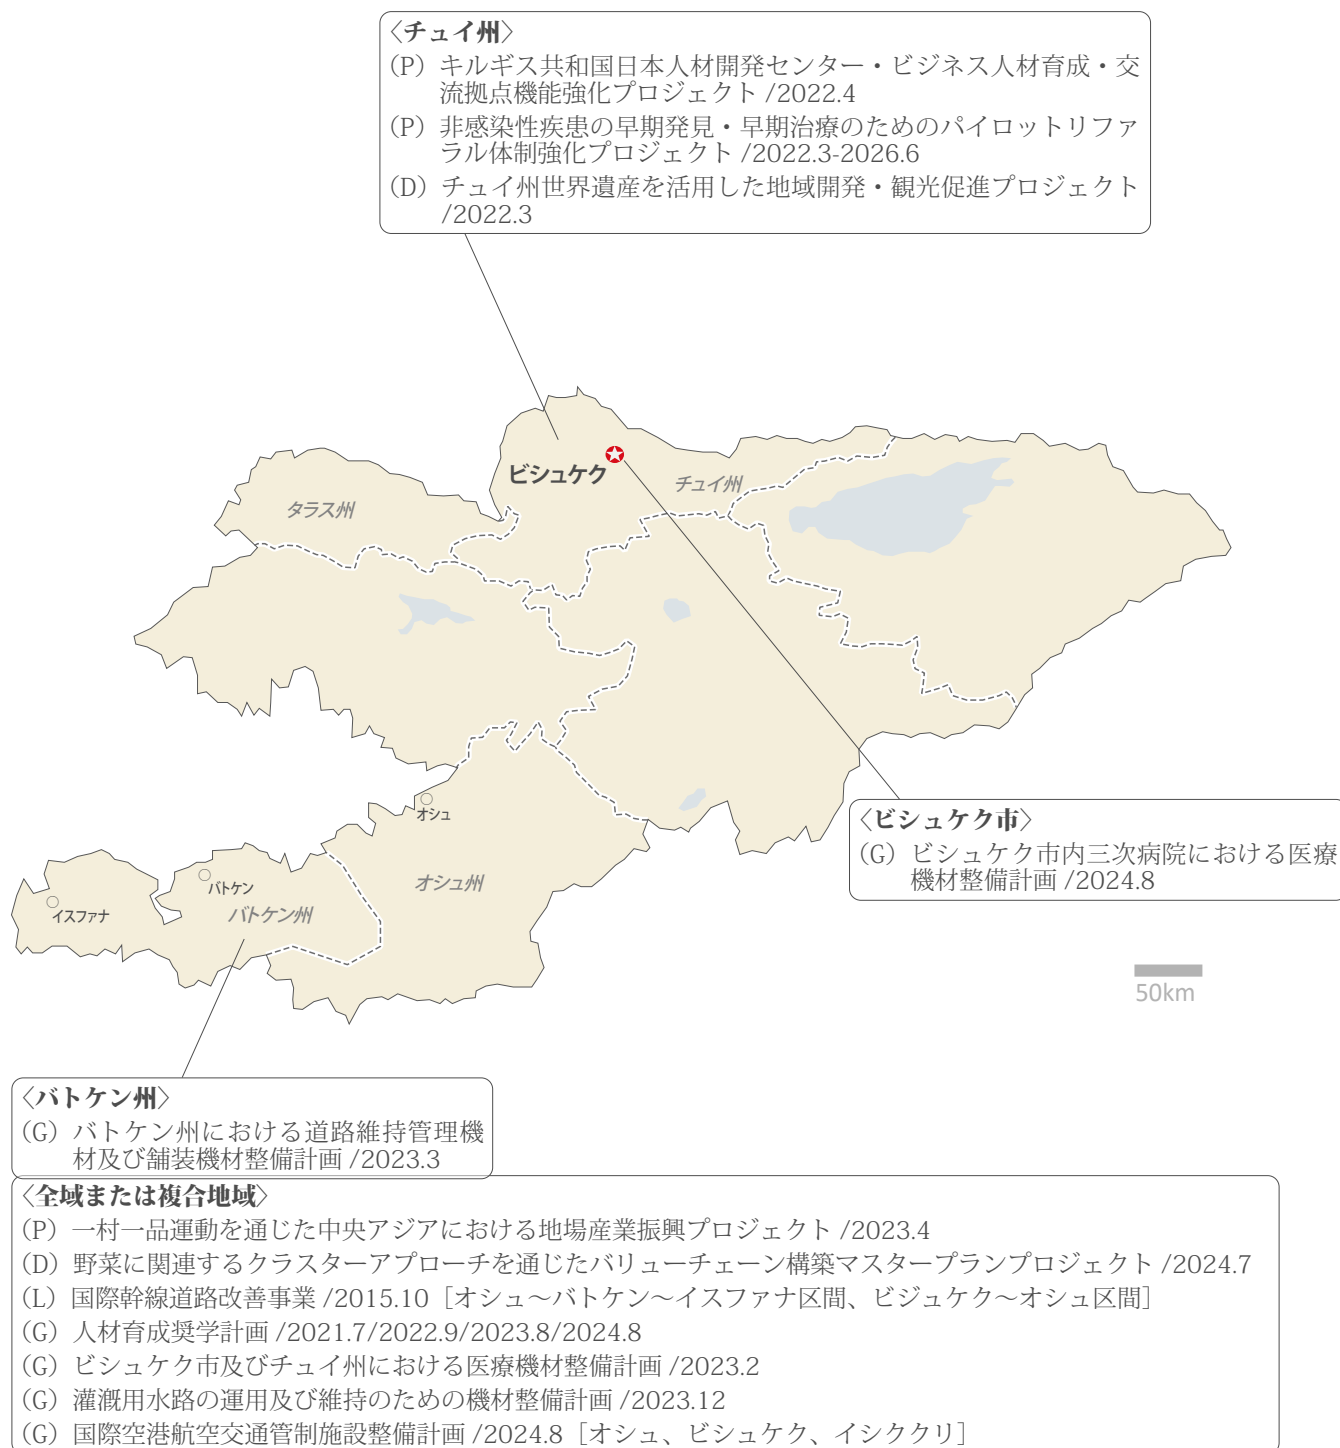 〈チュイ州〉
(P) キルギス共和国日本人材開発センター・ビジネス人材育成・交
流拠点機能強化プロジェクト /2022.4
(P) 非感染性疾患の早期発見・早期治療のためのパイロットリファ
ラル体制強化プロジェクト /2022.3-2026.6
(D) チュイ州世界遺産を活用した地域開発・観光促進プロジェクト
/2022.3
ビシュケク
チュイ州
タラス州
オシュ
〈ビシュケク市〉
(G) ビシュケク市内三次病院における医療
機材整備計画 /2024.8
オシュ州
バトケン
イスファナ
バトケン州
50km
〈バトケン州〉
(G) バトケン州における道路維持管理機
材及び舗装機材整備計画 /2023.3
〈全域または複合地域〉
(P) 一村一品運動を通じた中央アジアにおける地場産業振興プロジェクト /2023.4
(D) 野菜に関連するクラスターアプローチを通じたバリューチェーン構築マスタープランプロジェクト /2024.7
(L) 国際幹線道路改善事業 /2015.10［オシュ～バトケン～イスファナ区間、ビジュケク～オシュ区間］
(G) 人材育成奨学計画 /2021.7/2022.9/2023.8/2024.8
(G) ビシュケク市及びチュイ州における医療機材整備計画 /2023.2
(G) 灌漑用水路の運用及び維持のための機材整備計画 /2023.12
(G) 国際空港航空交通管制施設整備計画 /2024.8［オシュ、ビシュケク、イシククリ］